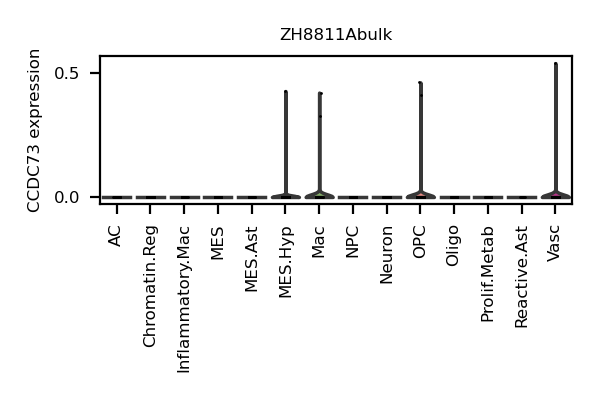 ZH8811Abulk
CCDC73 expression
0.5
0.0
AC
Chromatin.Reg
Inflammatory.Mac
MES
MES.Ast
MES.Hyp
Mac
NPC
Neuron
OPC
Oligo
Prolif.Metab
Reactive.Ast
Vasc